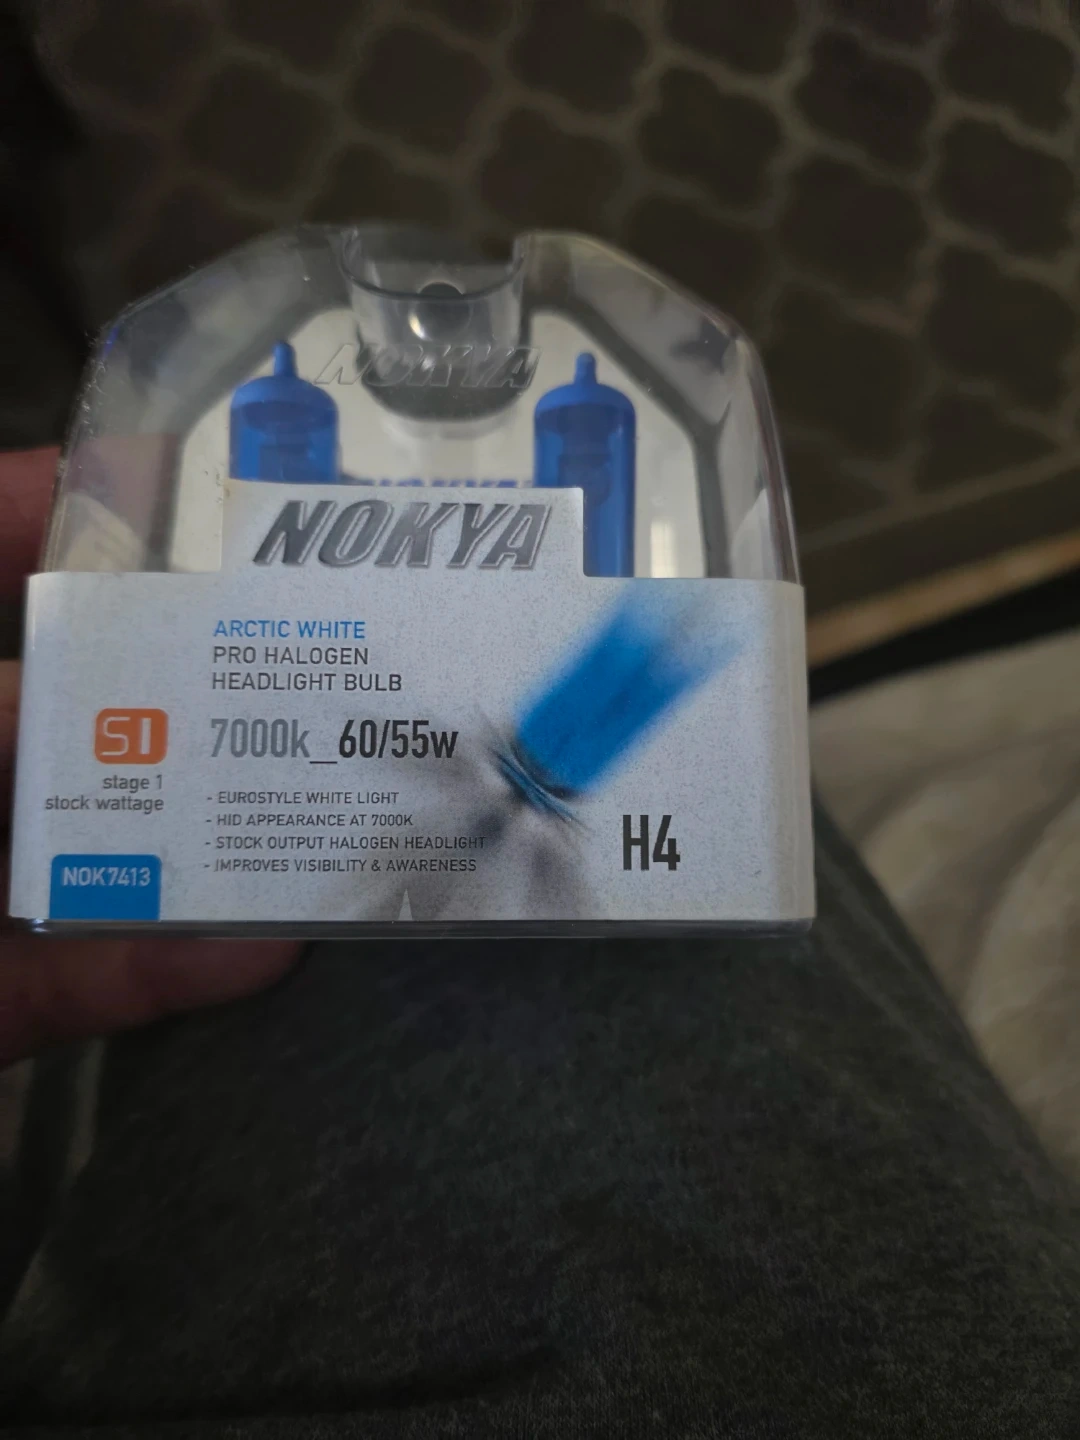 NOKYA
NOKYA
ARCTIC WHITE
PRO HALOGEN
HEADLIGHT BULB
S1
7000k_60/55w
stage 1
stock wattage
- EUROSTYLE WHITE LIGHT
- HID APPEARANCE AT 7000K
- STOCK OUTPUT HALOGEN HEADLIGHT
- IMPROVES VISIBILITY & AWARENESS
H4
NOK7413